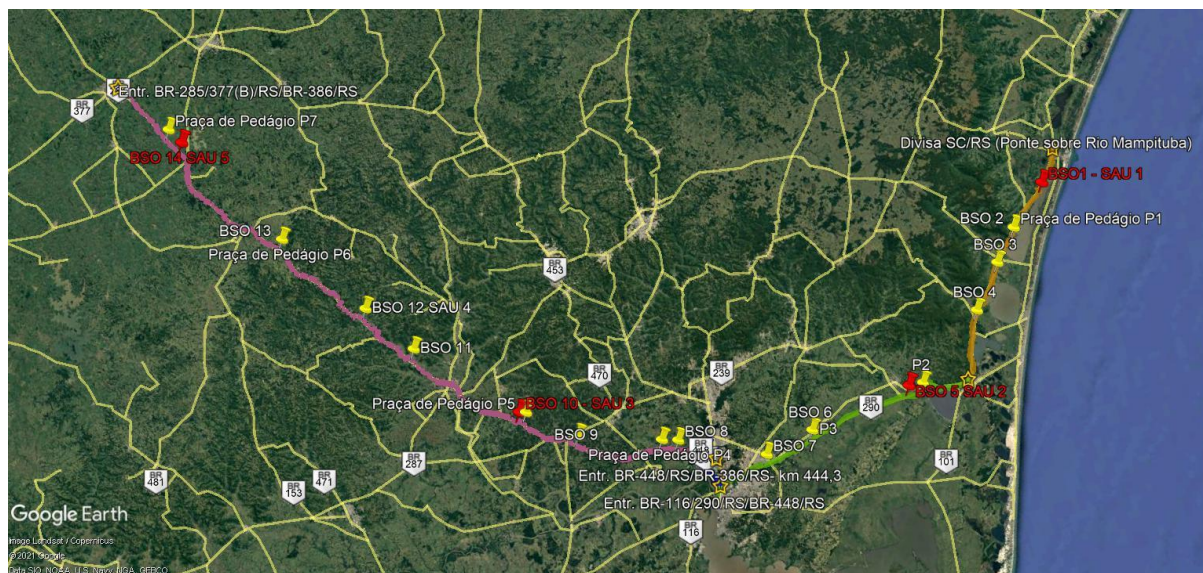 BR
377
Entr. BR-285/377(B)/RS/BR-386/RS
Praça de Pedágio P7
BSO 14 SAU 5
Divisa SC/RS (Ponte sobre Rio Mampituba)
BSO1 - SAU 1
BSO 2
Praça de Pedágio P1
BSO 3
BSO 13
Praça de Pedágio P6
BR
453
BSO 4
BSO 12 SAU 4
BSO 11
P2
BR
470
BR
239
BSO 5 SAU 2
Praça de Pedágio P5
BSO 10 - SAU 3
BR
290
BSO 6
P3
BSO 9
BSO 8
BSO 7
BR
287
Praça de Pedágio P4
BR
101
BR
481
BR
471
BR
153
Entr. BR-448/RS/BR-386/RS- km 444,3
Entr. BR-116/290/RS/BR-448/RS
BR
116
Google Earth
Image Landsat / Copernicus
©2021 Google
Data SIO, NOAA, U.S. Navy, NGA, GEBCO